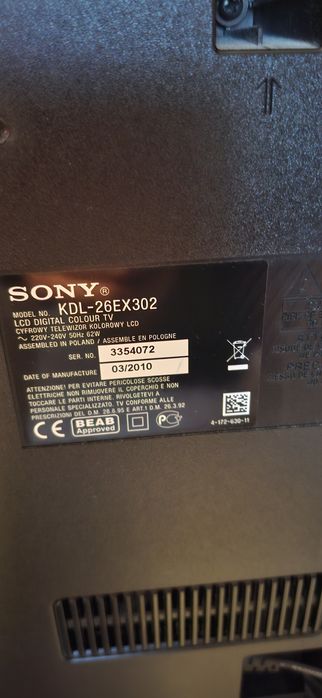 SONY
MODEL NO. KDL-26EX302
LCD DIGITAL COLOUR TV
CYFROWY TELEWIZOR KOLOROWY LCD
~ 220V-240V 50Hz 62W
ASSEMBLED IN POLAND / ASSEMBLE EN POLOGNE
SER. NO. 3354072
DATE OF MANUFACTURE 03/2010
ATTENZIONE! PER EVITARE PERICOLOSE SCOSSE
ELETTRICHE NON RIMUOVERE IL COPERCHIO E NON
TOCCARE LE PARTI INTERNE. RIVOLGETEVI A
PERSONALE SPECIALIZZATO. TV CONFORME ALLE
PRESCRIZIONI DEL D.M. 28.8.95 E ART.1 D.M. 26.3.92
CE BEAB Approved
4-172-630-11